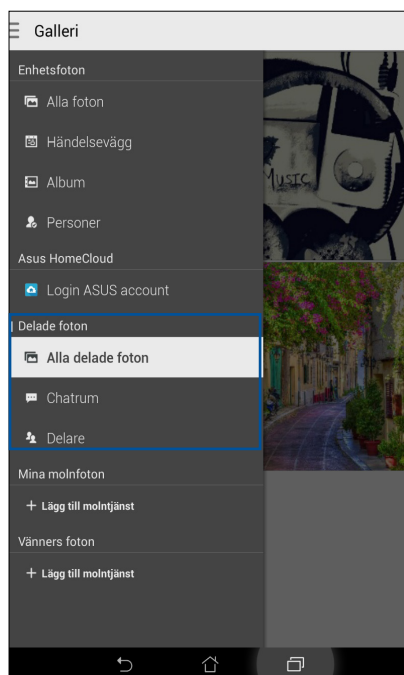 Galleri
Enhetsfoton
Alla foton
Händelsevägg
Album
Personer
Asus HomeCloud
Login ASUS account
Delade foton
Alla delade foton
Chatrum
Delare
Mina molnfoton
+ Lägg till molntjänst
Vänners foton
+ Lägg till molntjänst
MUSIC